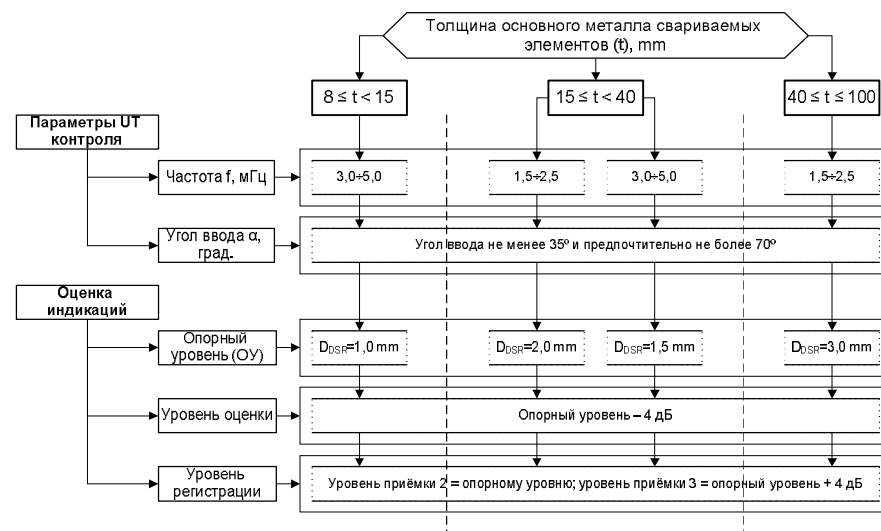 Толщина основного металла свариваемых
элементов (t), mm
8 ≤ t < 15
15 ≤ t < 40
40 ≤ t ≤ 100
Параметры UT
контроля
Частота f, мГц
3,0÷5,0
1,5÷2,5
3,0÷5,0
1,5÷2,5
Угол ввода α,
град.
Угол ввода не менее 35º и предпочтительно не более 70º
Оценка
индикаций
Опорный
уровень (ОУ)
DDSR=1,0 mm
DDSR=2,0 mm
DDSR=1,5 mm
DDSR=3,0 mm
Уровень оценки
Опорный уровень – 4 дБ
Уровень
регистрации
Уровень приёмки 2 = опорному уровню; уровень приёмки 3 = опорный уровень + 4 дБ